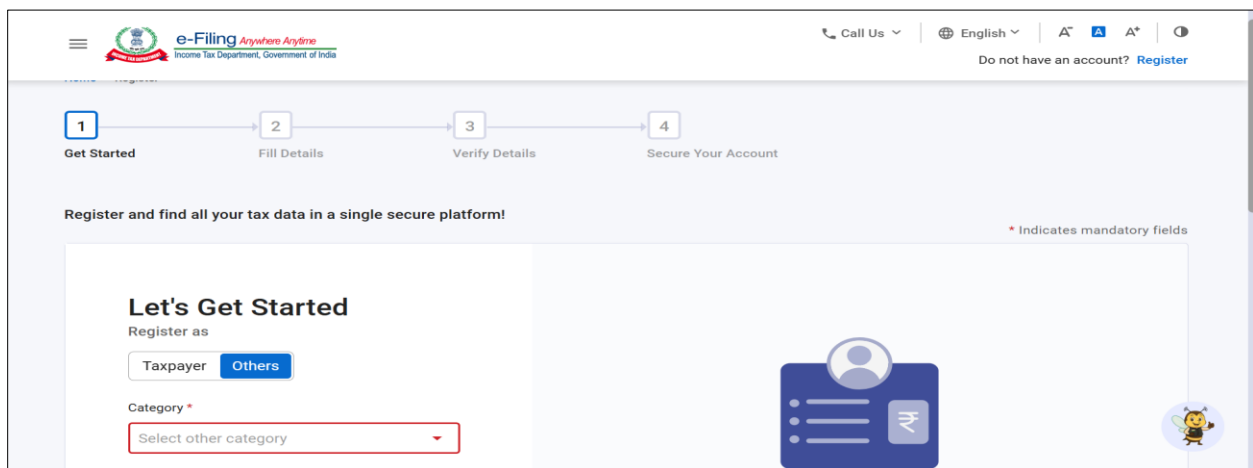 e-Filing Anywhere Anytime
Income Tax Department, Government of India
Call Us
English
A-
A
A+
Do not have an account? Register
Home Register
1
2
3
4
Get Started
Fill Details
Verify Details
Secure Your Account
Register and find all your tax data in a single secure platform!
* Indicates mandatory fields
Let's Get Started
Register as
Taxpayer
Others
Category *
Select other category
₹